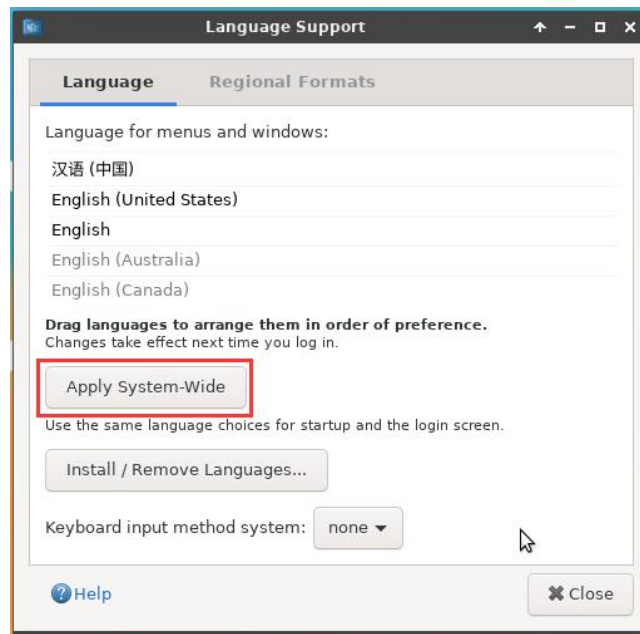 Language Support
Language Regional Formats
Language for menus and windows:
汉语 (中国)
English (United States)
English
English (Australia)
English (Canada)
Drag languages to arrange them in order of preference.
Changes take effect next time you log in.
Apply System-Wide
Use the same language choices for startup and the login screen.
Install / Remove Languages...
Keyboard input method system: none
Help Close